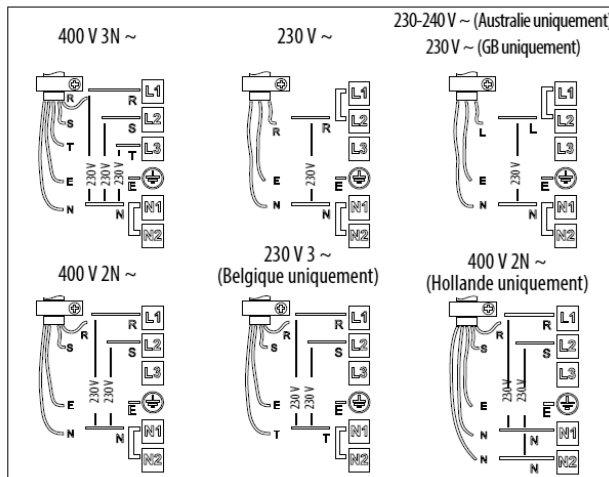 400 V 3N ~
R
S
T
E
N
R
S
T
E
N
230 V
230 V
230 V
L1
L2
L3
N1
N2
230 V ~
R
E
N
R
E
N
230 V
L1
L2
L3
N1
N2
230-240 V ~ (Australie uniquement)
230 V ~ (GB uniquement)
L
E
N
L
E
N
230 V
L1
L2
L3
N1
N2
400 V 2N ~
R
S
E
N
R
S
E
N
230 V
230 V
L1
L2
L3
N1
N2
230 V 3 ~
(Belgique uniquement)
R
S
E
T
R
S
E
T
230 V
230 V
L1
L2
L3
N1
N2
400 V 2N ~
(Hollande uniquement)
R
S
E
N
N
R
S
E
N
N
230 V
230 V
L1
L2
L3
N1
N2